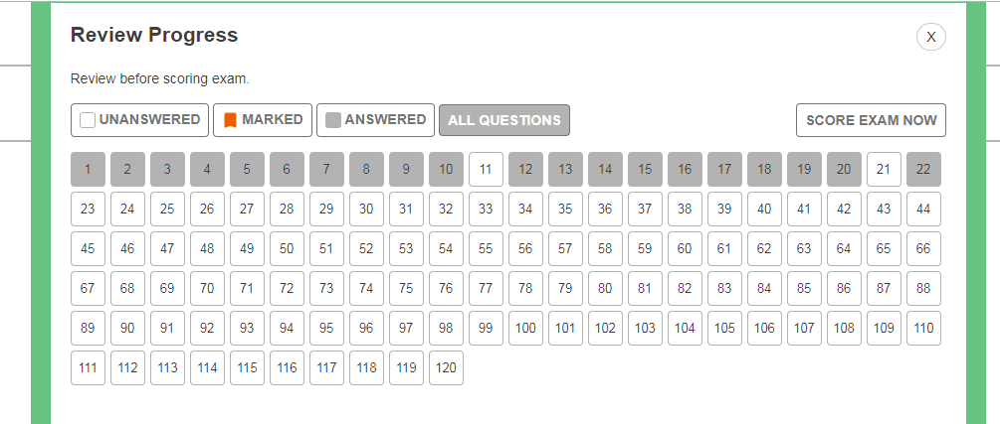 Review Progress
X
Review before scoring exam.
UNANSWERED MARKED ANSWERED ALL QUESTIONS SCORE EXAM NOW
1 2 3 4 5 6 7 8 9 10 11 12 13 14 15 16 17 18 19 20 21 22
23 24 25 26 27 28 29 30 31 32 33 34 35 36 37 38 39 40 41 42 43 44
45 46 47 48 49 50 51 52 53 54 55 56 57 58 59 60 61 62 63 64 65 66
67 68 69 70 71 72 73 74 75 76 77 78 79 80 81 82 83 84 85 86 87 88
89 90 91 92 93 94 95 96 97 98 99 100 101 102 103 104 105 106 107 108 109 110
111 112 113 114 115 116 117 118 119 120